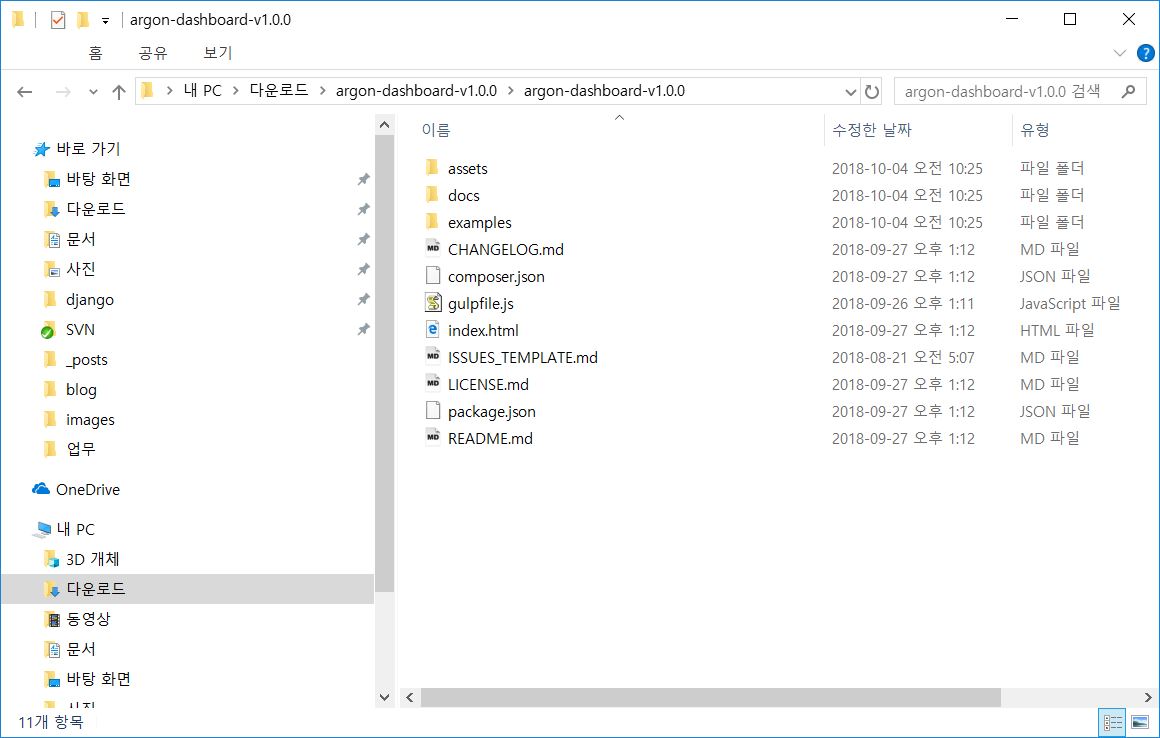 argon-dashboard-v1.0.0
홈 공유 보기
내 PC 다운로드 argon-dashboard-v1.0.0 argon-dashboard-v1.0.0
argon-dashboard-v1.0.0 검색
바로 가기
바탕 화면
다운로드
문서
사진
django
SVN
_posts
blog
images
업무
OneDrive
내 PC
3D 개체
다운로드
동영상
문서
바탕 화면
이름 수정한 날짜 유형
assets 2018-10-04 오전 10:25 파일 폴더
docs 2018-10-04 오전 10:25 파일 폴더
examples 2018-10-04 오전 10:25 파일 폴더
CHANGELOG.md 2018-09-27 오후 1:12 MD 파일
composer.json 2018-09-27 오후 1:12 JSON 파일
gulpfile.js 2018-09-26 오후 1:11 JavaScript 파일
index.html 2018-09-27 오후 1:12 HTML 파일
ISSUES_TEMPLATE.md 2018-08-21 오전 5:07 MD 파일
LICENSE.md 2018-09-27 오후 1:12 MD 파일
package.json 2018-09-27 오후 1:12 JSON 파일
README.md 2018-09-27 오후 1:12 MD 파일
11개 항목